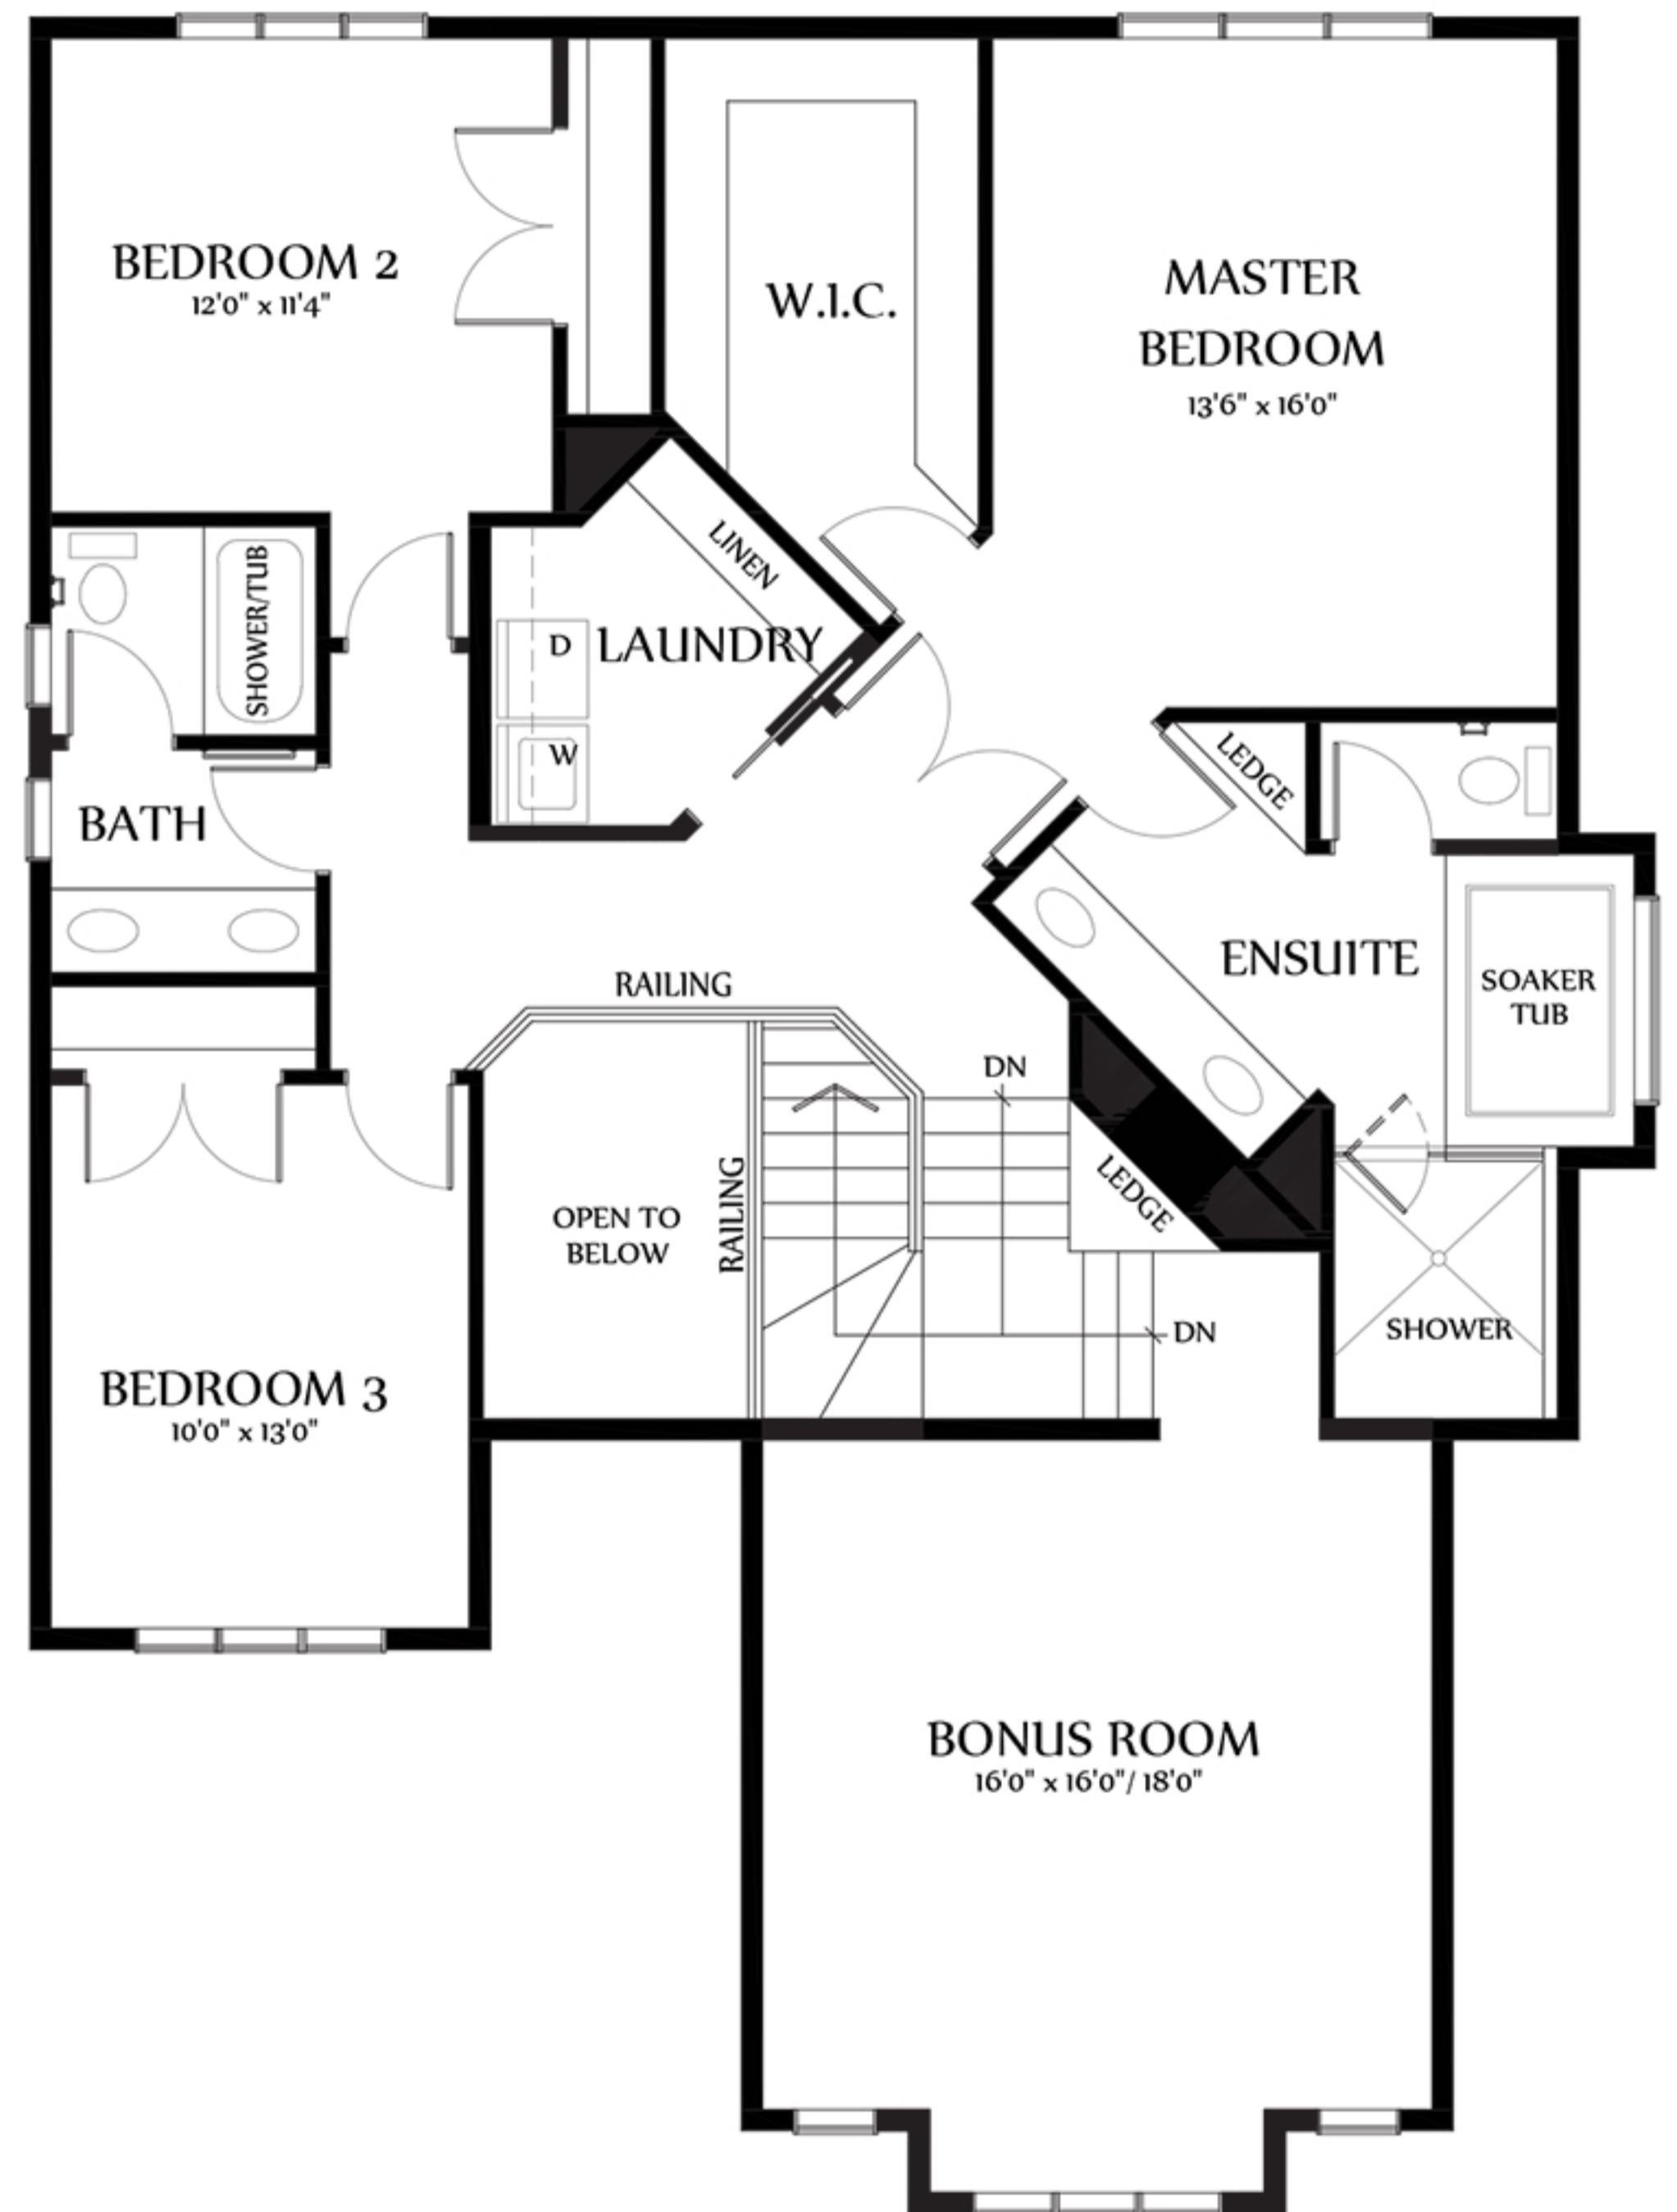 BEDROOM 2
12'0" x 11'4"
W.I.C.
MASTER
BEDROOM
13'6" x 16'0"
LINEN
SHOWER/TUB
D
LAUNDRY
W
LEDGE
BATH
ENSUITE
SOAKER
TUB
RAILING
DN
RAILING
LEDGE
OPEN TO
BELOW
DN
SHOWER
BEDROOM 3
10'0" x 13'0"
BONUS ROOM
16'0" x 16'0"/ 18'0"